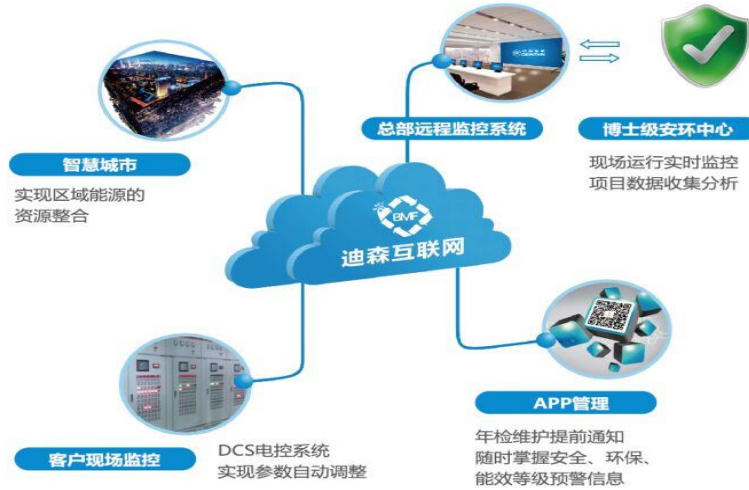 总部远程监控系统
博士级安环中心
现场运行实时监控
项目数据收集分析
智慧城市
实现区域能源的
资源整合
BMF
迪森互联网
APP管理
年检维护提前通知
随时掌握安全、环保、
能效等级预警信息
客户现场监控
DCS电控系统
实现参数自动调整